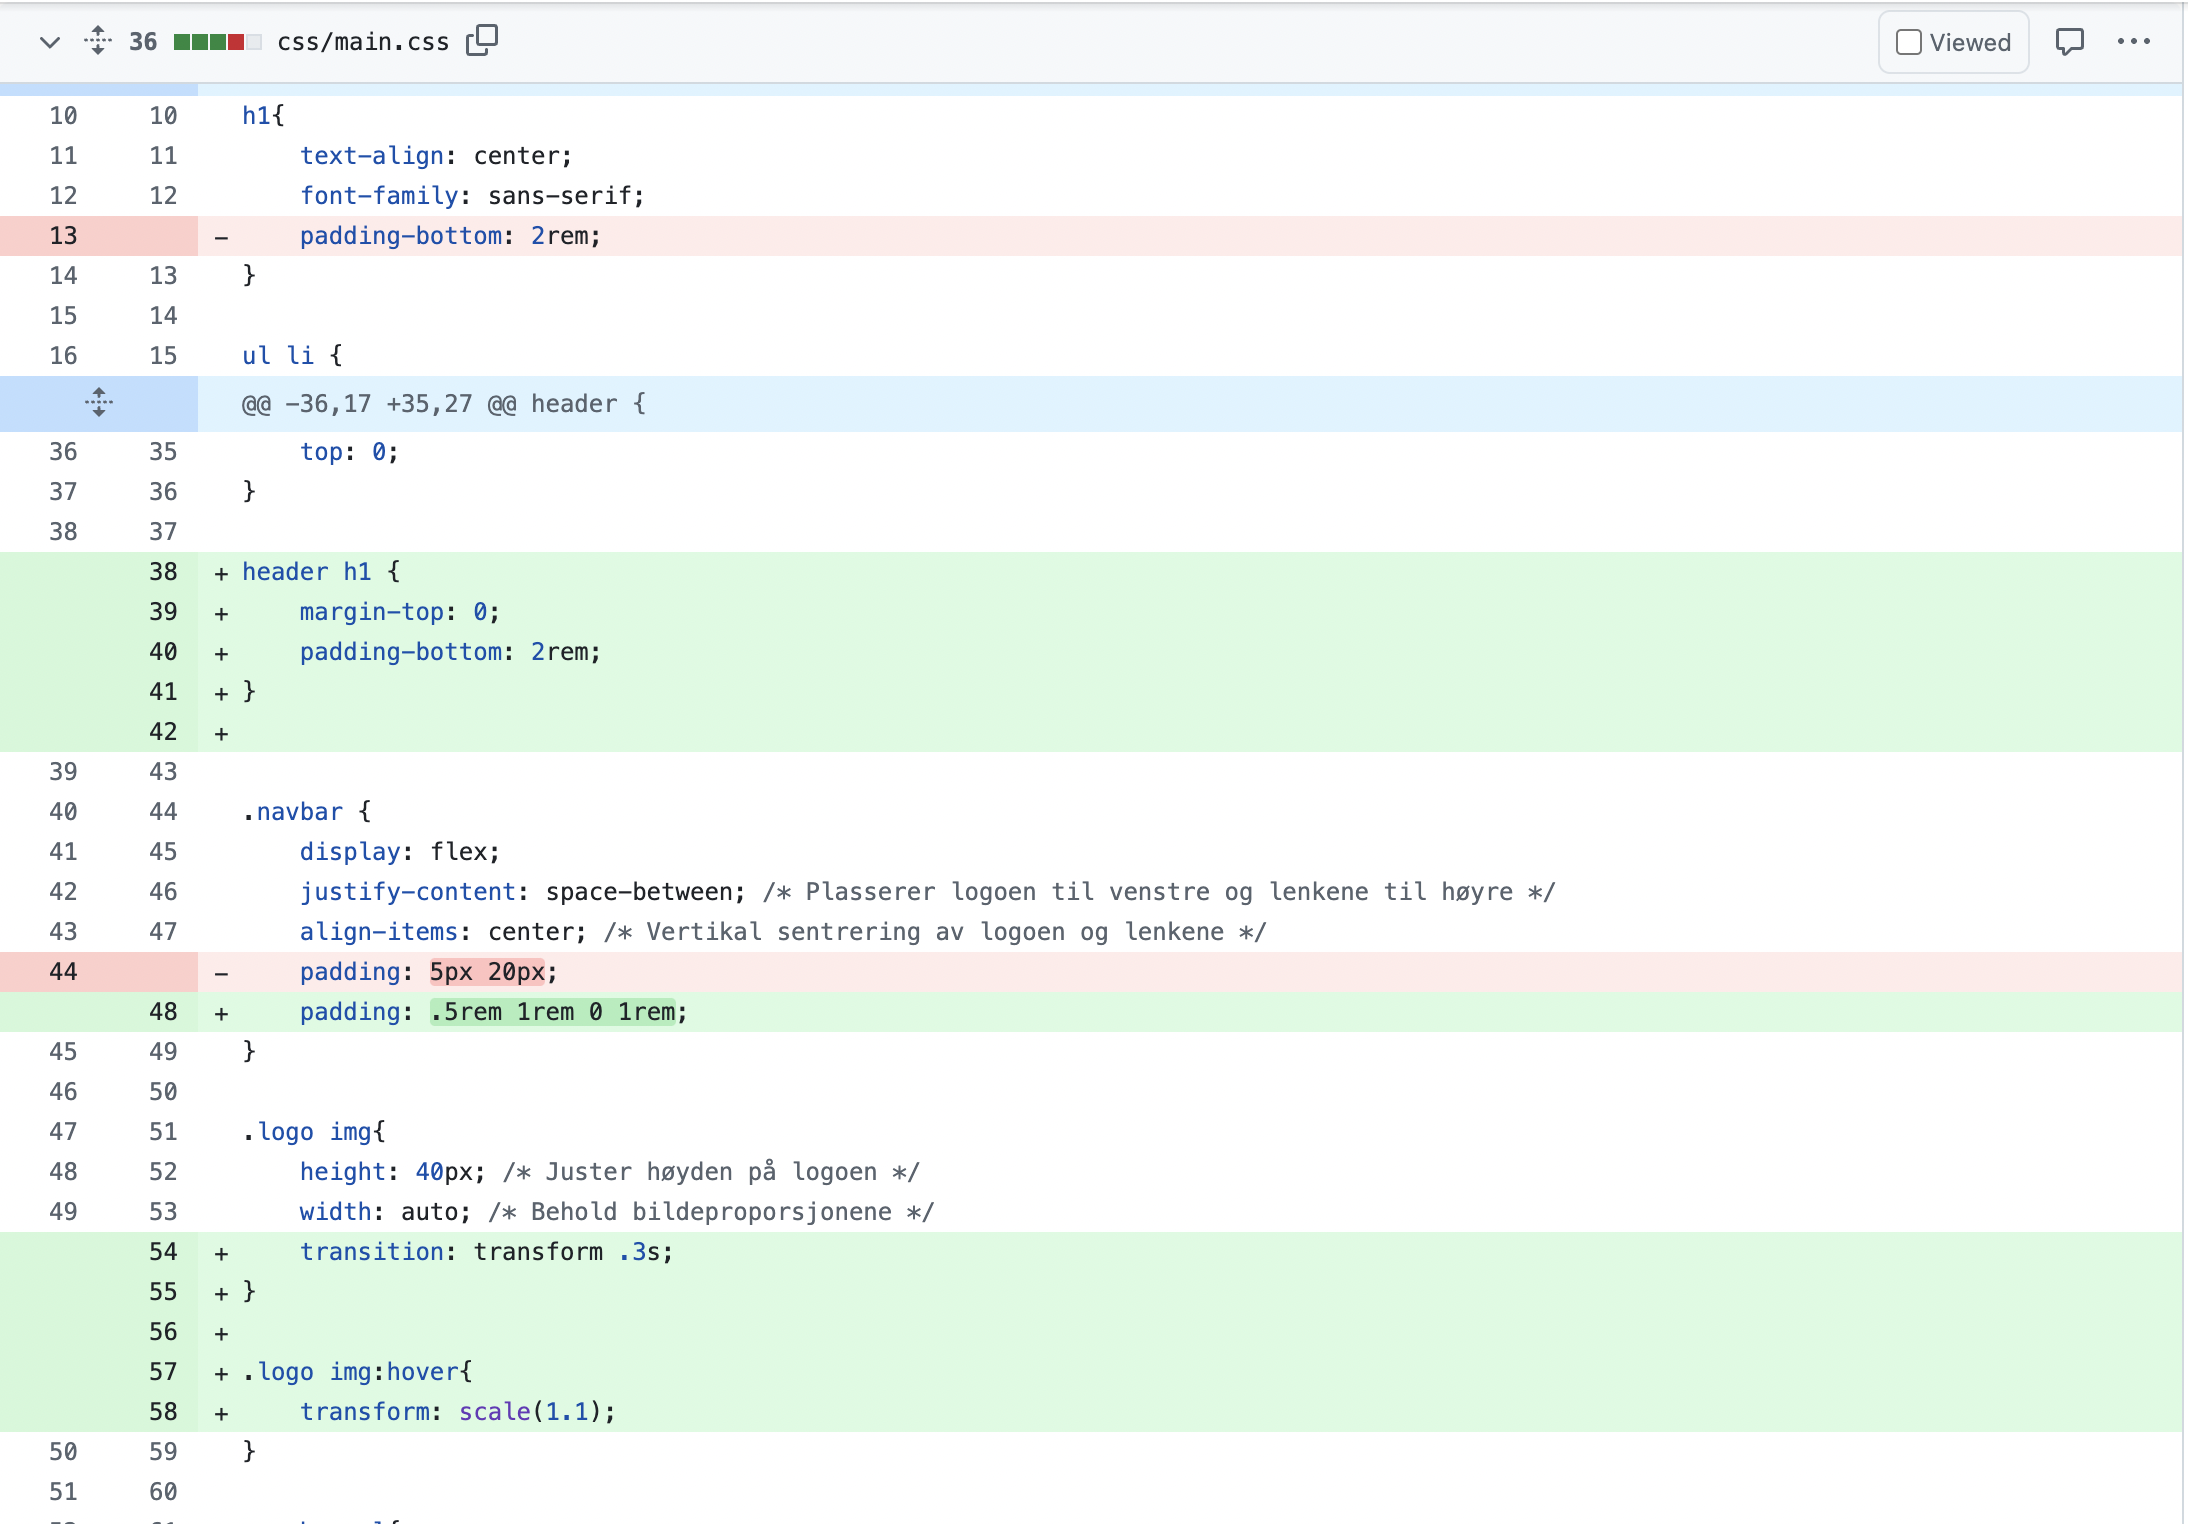 36 css/main.css Viewed
10 10 h1{
11 11 text-align: center;
12 12 font-family: sans-serif;
13 - padding-bottom: 2rem;
14 13 }
15 14
16 15 ul li {
@@ -36,17 +35,27 @@ header {
36 35 top: 0;
37 36 }
38 37
38 + header h1 {
39 + margin-top: 0;
40 + padding-bottom: 2rem;
41 + }
42 +
39 43
40 44 .navbar {
41 45 display: flex;
42 46 justify-content: space-between; /* Plasserer logoen til venstre og lenkene til høyre */
43 47 align-items: center; /* Vertikal sentrering av logoen og lenkene */
44 - padding: 5px 20px;
48 + padding: .5rem 1rem 0 1rem;
45 49 }
46 50
47 51 .logo img{
48 52 height: 40px; /* Juster høyden på logoen */
49 53 width: auto; /* Behold bildeproporsjonene */
54 + transition: transform .3s;
55 + }
56 +
57 + .logo img:hover{
58 + transform: scale(1.1);
50 59 }
51 60